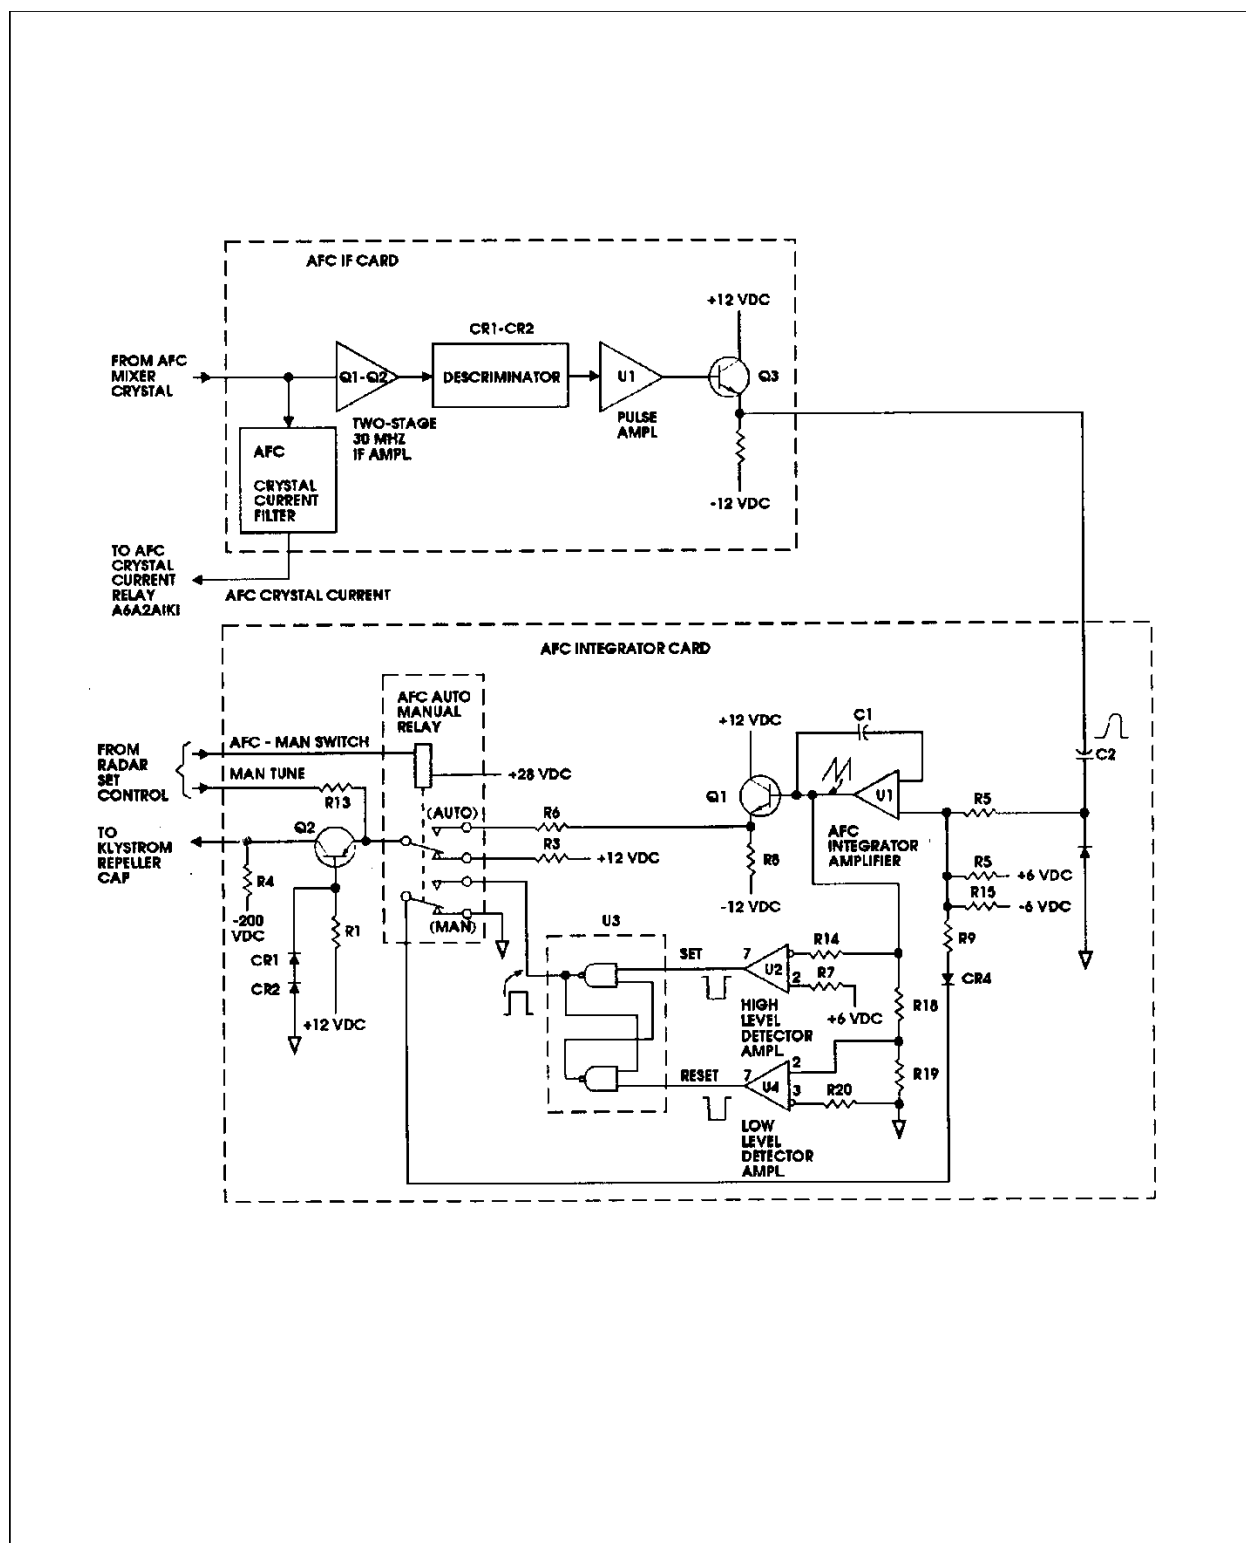 AFC IF CARD
+12 VDC
CR1-CR2
FROM AFC
MIXER
CRYSTAL
Q1-Q2
DESCRIMINATOR
U1
Q3
TWO-STAGE
30 MHZ
IF AMPL.
PULSE
AMPL
AFC
CRYSTAL
CURRENT
FILTER
-12 VDC
TO AFC
CRYSTAL
CURRENT
RELAY
A6A2A1K1
AFC CRYSTAL CURRENT
AFC INTEGRATOR CARD
AFC AUTO
MANUAL
RELAY
+12 VDC
C1
C2
FROM
RADAR
SET
CONTROL
AFC - MAN SWITCH
+28 VDC
MAN TUNE
R13
Q1
U1
R5
(AUTO)
R6
AFC
INTEGRATOR
AMPLIFIER
TO
KLYSTROM
REPELLER
CAP
Q2
R3
+12 VDC
R8
R5
+6 VDC
R4
R15
-6 VDC
-12 VDC
-200
VDC
R1
(MAN)
U3
R9
CR1
SET
7
U2
R14
2
R7
CR4
CR2
+12 VDC
HIGH
LEVEL
DETECTOR
AMPL.
+6 VDC
R18
RESET
7
U4
2
3
R20
R19
LOW
LEVEL
DETECTOR
AMPL.